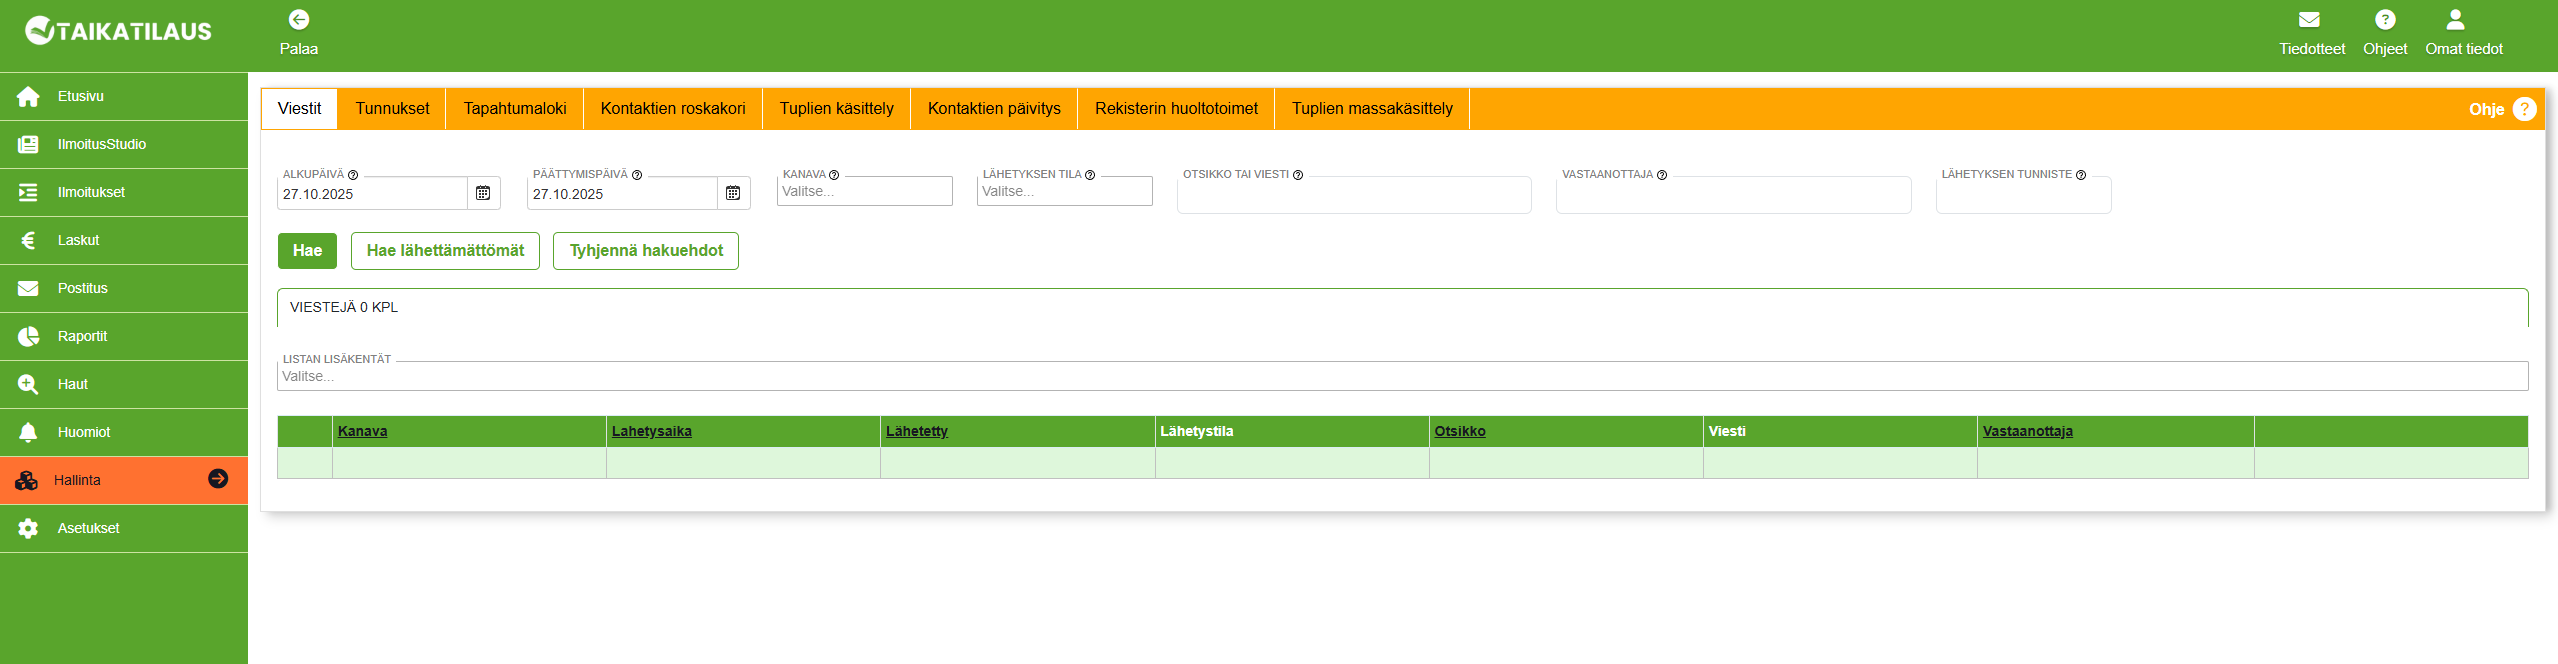 TAIKATILAUS
Palaa
Tiedotteet Ohjeet Omat tiedot
Etusivu
IlmoitusStudio
Ilmoitukset
Laskut
Postitus
Raportit
Haut
Huomiot
Hallinta
Asetukset
Viestit Tunnukset Tapahtumaloki Kontaktien roskakori Tuplien käsittely Kontaktien päivitys Rekisterin huoltotoimet Tuplien massakäsittely Ohje ?
ALKUPÄIVÄ ? PÄÄTTYMISPÄIVÄ ? KANAVA ? LÄHETYKSEN TILA ? OTSIKKO TAI VIESTI ? VASTAANOTTAJA ? LÄHETYKSEN TUNNISTE ?
27.10.2025 27.10.2025 Valitse... Valitse...
Hae Hae lähettämättömät Tyhjennä hakuehdot
VIESTEJÄ 0 KPL
LISTAN LISÄKENTÄT
Valitse...
Kanava Lahetysaika Lähetetty Lähetystila Otsikko Viesti Vastaanottaja